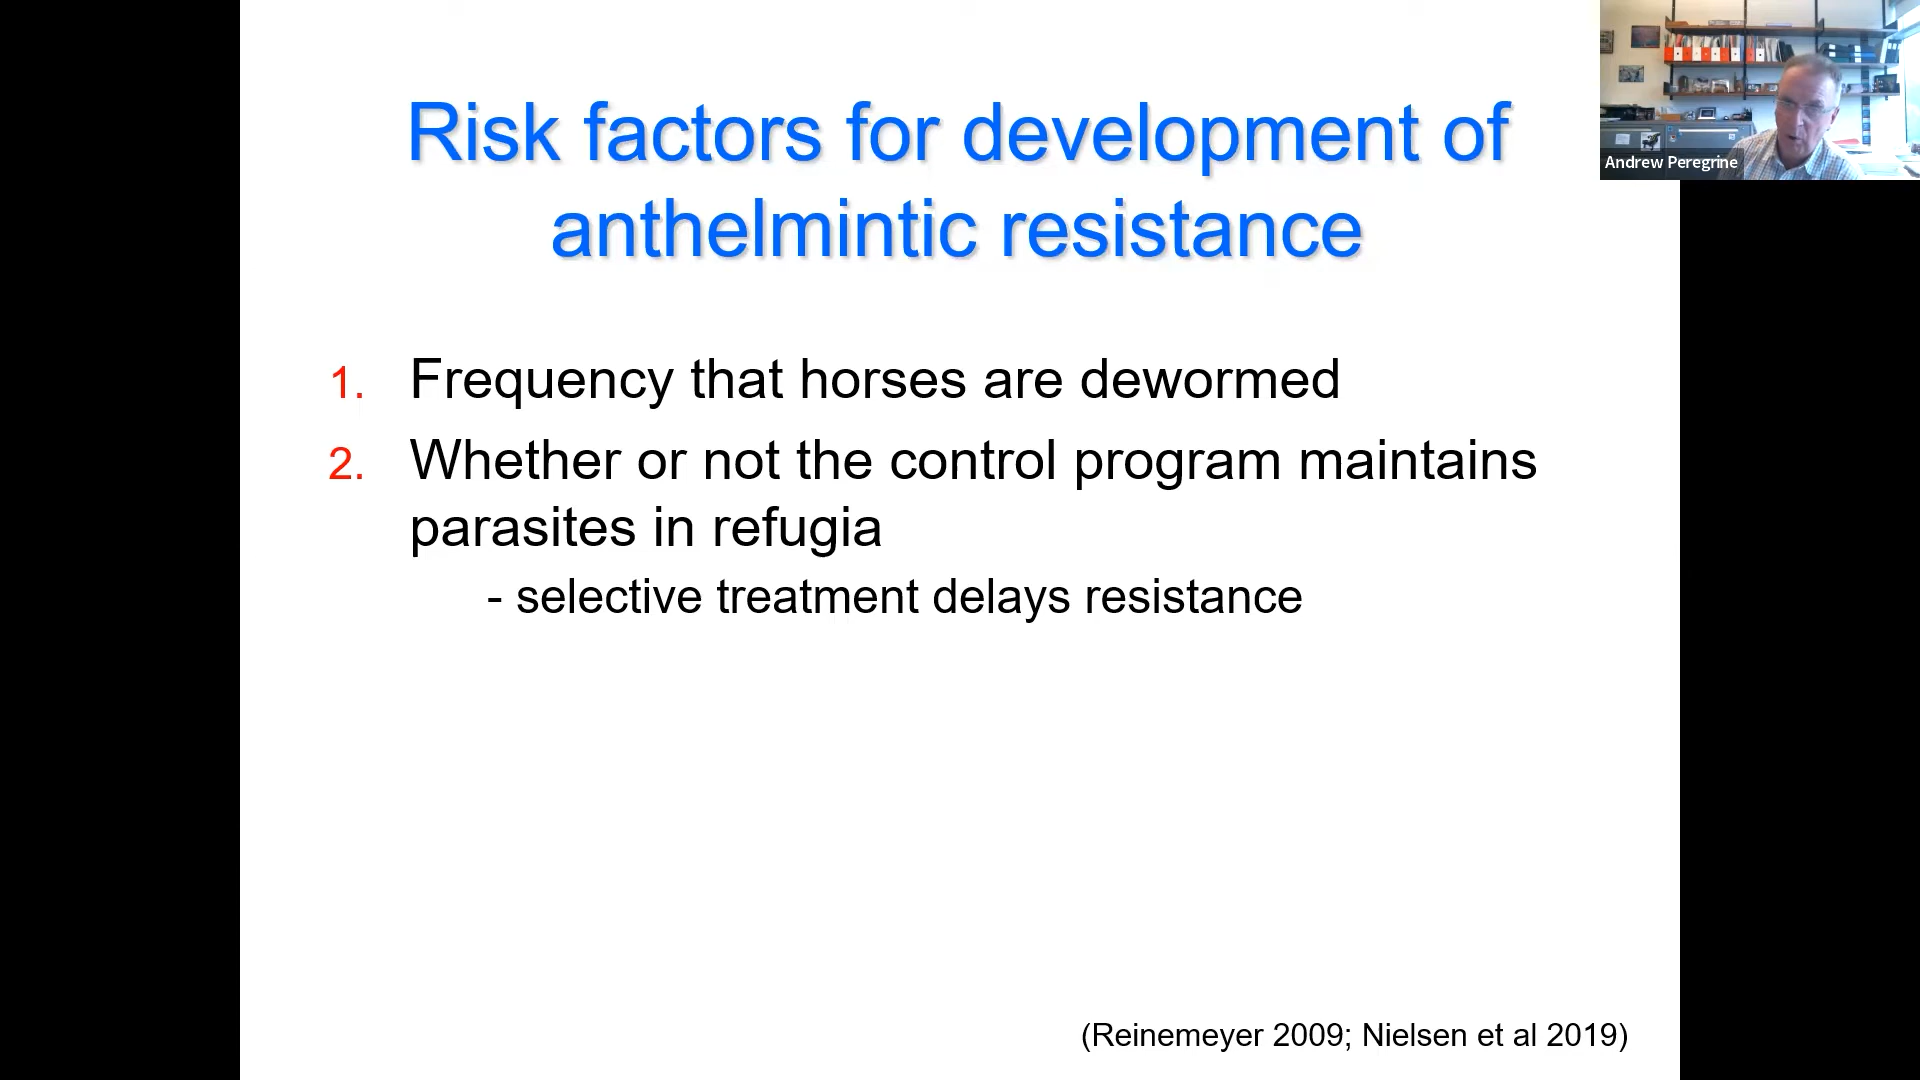 Risk factors for development of
anthelmintic resistance
Andrew Peregrine
1. Frequency that horses are dewormed
2. Whether or not the control program maintains
parasites in refugia
- selective treatment delays resistance
(Reinemeyer 2009; Nielsen et al 2019)